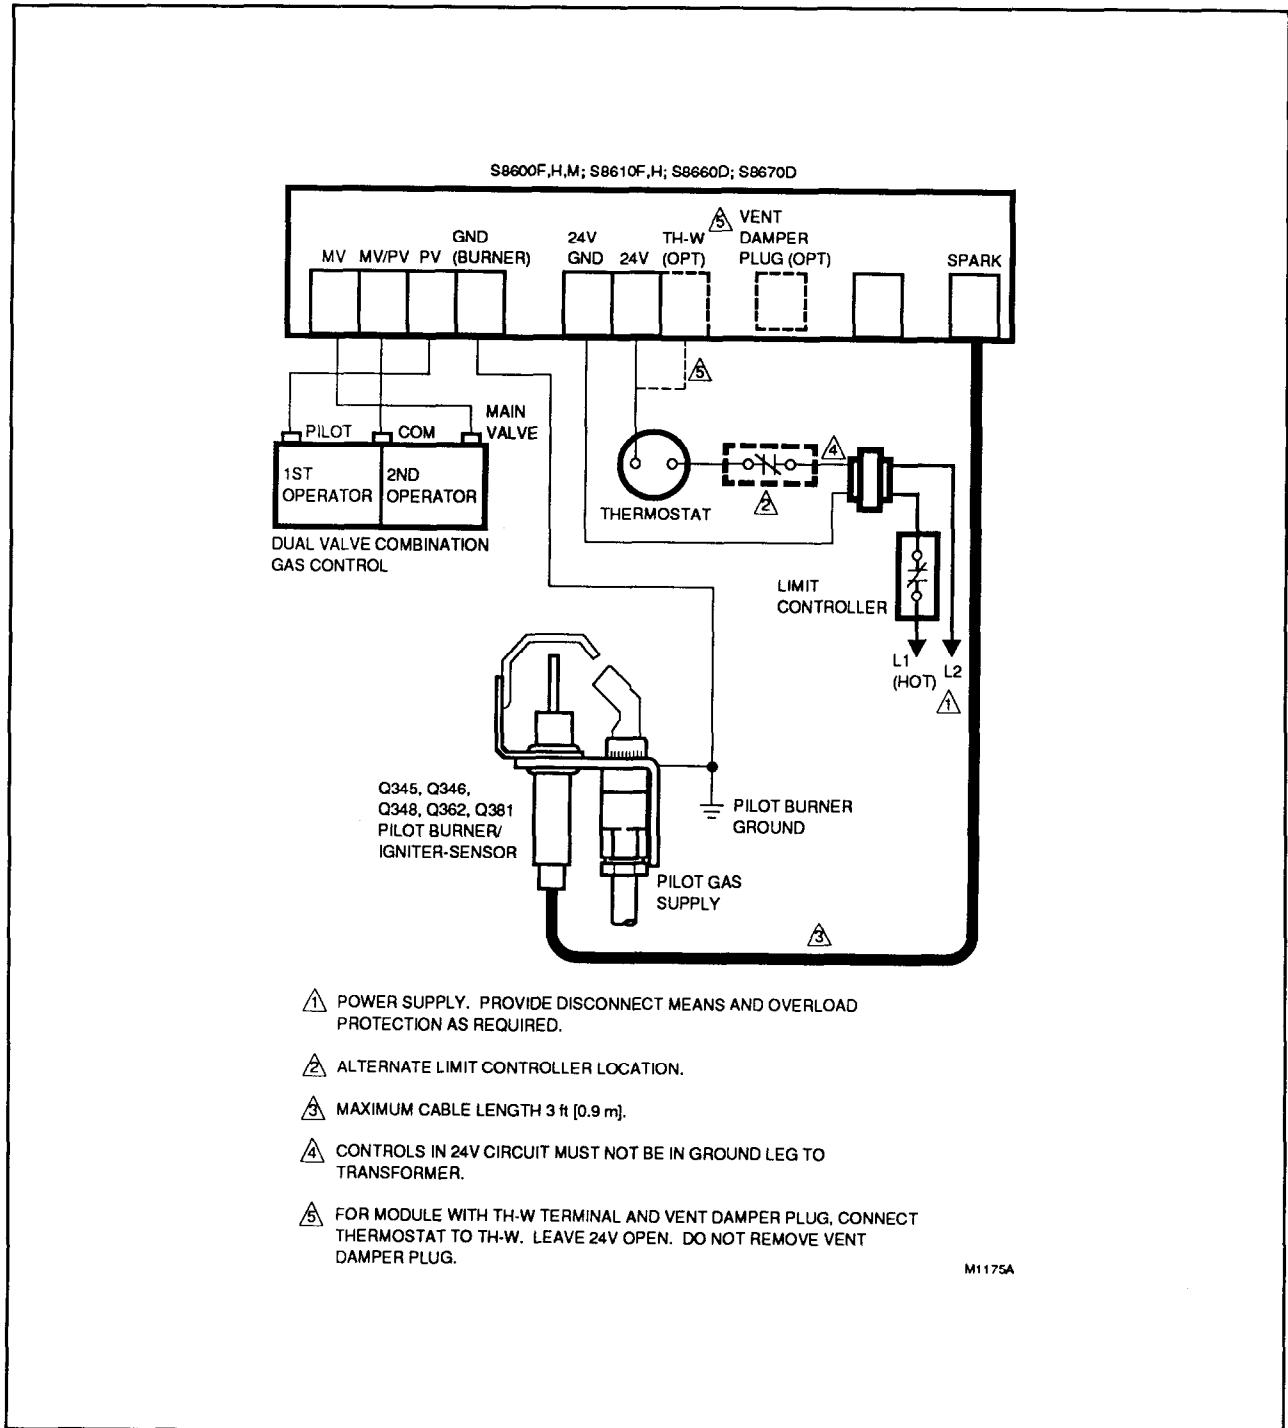 S8600F,H,M; S8610F,H; S8660D; S8670D
MV MV/PV PV
GND
(BURNER)
24V
GND
24V
TH-W
(OPT)
5
VENT
DAMPER
PLUG (OPT)
SPARK
5
PILOT
COM
MAIN
VALVE
1ST
OPERATOR
2ND
OPERATOR
DUAL VALVE COMBINATION
GAS CONTROL
THERMOSTAT
2
4
LIMIT
CONTROLLER
L1
(HOT)
L2
1
Q345, Q346,
Q348, Q362, Q381
PILOT BURNER/
IGNITER-SENSOR
PILOT BURNER
GROUND
PILOT GAS
SUPPLY
3
1 POWER SUPPLY. PROVIDE DISCONNECT MEANS AND OVERLOAD
PROTECTION AS REQUIRED.
2 ALTERNATE LIMIT CONTROLLER LOCATION.
3 MAXIMUM CABLE LENGTH 3 ft [0.9 m].
4 CONTROLS IN 24V CIRCUIT MUST NOT BE IN GROUND LEG TO
TRANSFORMER.
5 FOR MODULE WITH TH-W TERMINAL AND VENT DAMPER PLUG, CONNECT
THERMOSTAT TO TH-W. LEAVE 24V OPEN. DO NOT REMOVE VENT
DAMPER PLUG.
M1175A